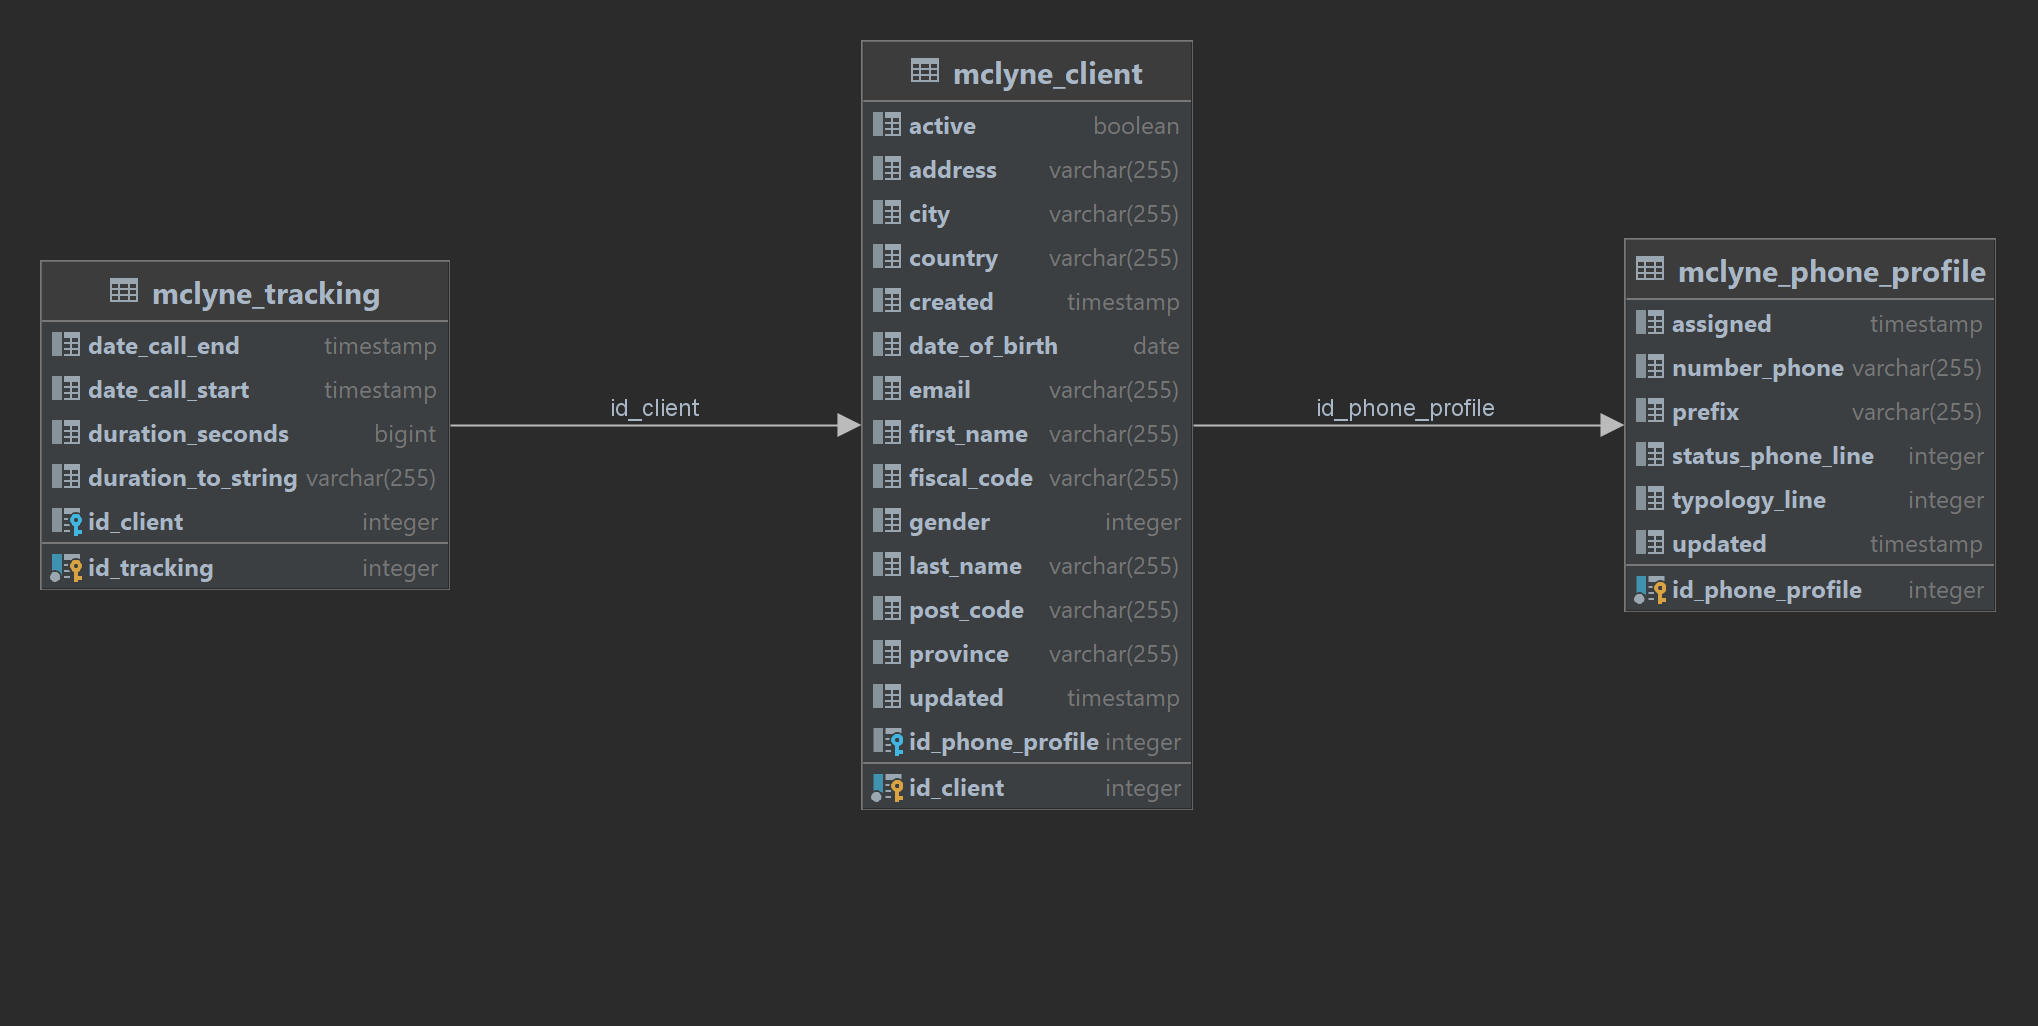 mclyne_tracking
date_call_end timestamp
date_call_start timestamp
duration_seconds bigint
duration_to_string varchar(255)
id_client integer
id_tracking integer
id_client
mclyne_client
active boolean
address varchar(255)
city varchar(255)
country varchar(255)
created timestamp
date_of_birth date
email varchar(255)
first_name varchar(255)
fiscal_code varchar(255)
gender integer
last_name varchar(255)
post_code varchar(255)
province varchar(255)
updated timestamp
id_phone_profile integer
id_client integer
id_phone_profile
mclyne_phone_profile
assigned timestamp
number_phone varchar(255)
prefix varchar(255)
status_phone_line integer
typology_line integer
updated timestamp
id_phone_profile integer